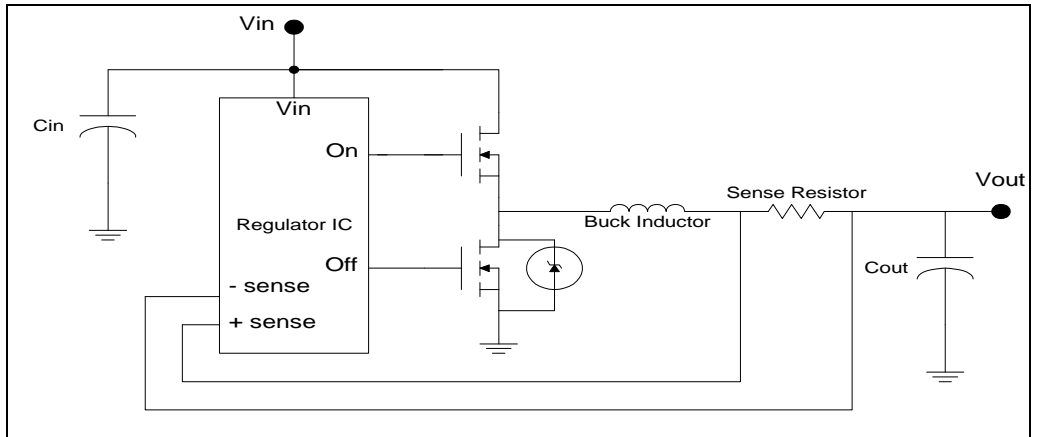 Vin
Vin
Cin
On
Sense Resistor
Vout
Regulator IC
Buck Inductor
Off
Cout
- sense
+ sense